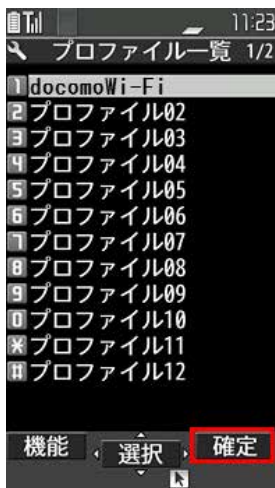 11:23
プロファイル一覧 1/2
1 docomoWi-Fi
2 プロファイル02
3 プロファイル03
4 プロファイル04
5 プロファイル05
6 プロファイル06
7 プロファイル07
8 プロファイル08
9 プロファイル09
0 プロファイル10
* プロファイル11
# プロファイル12
機能 選択 確定